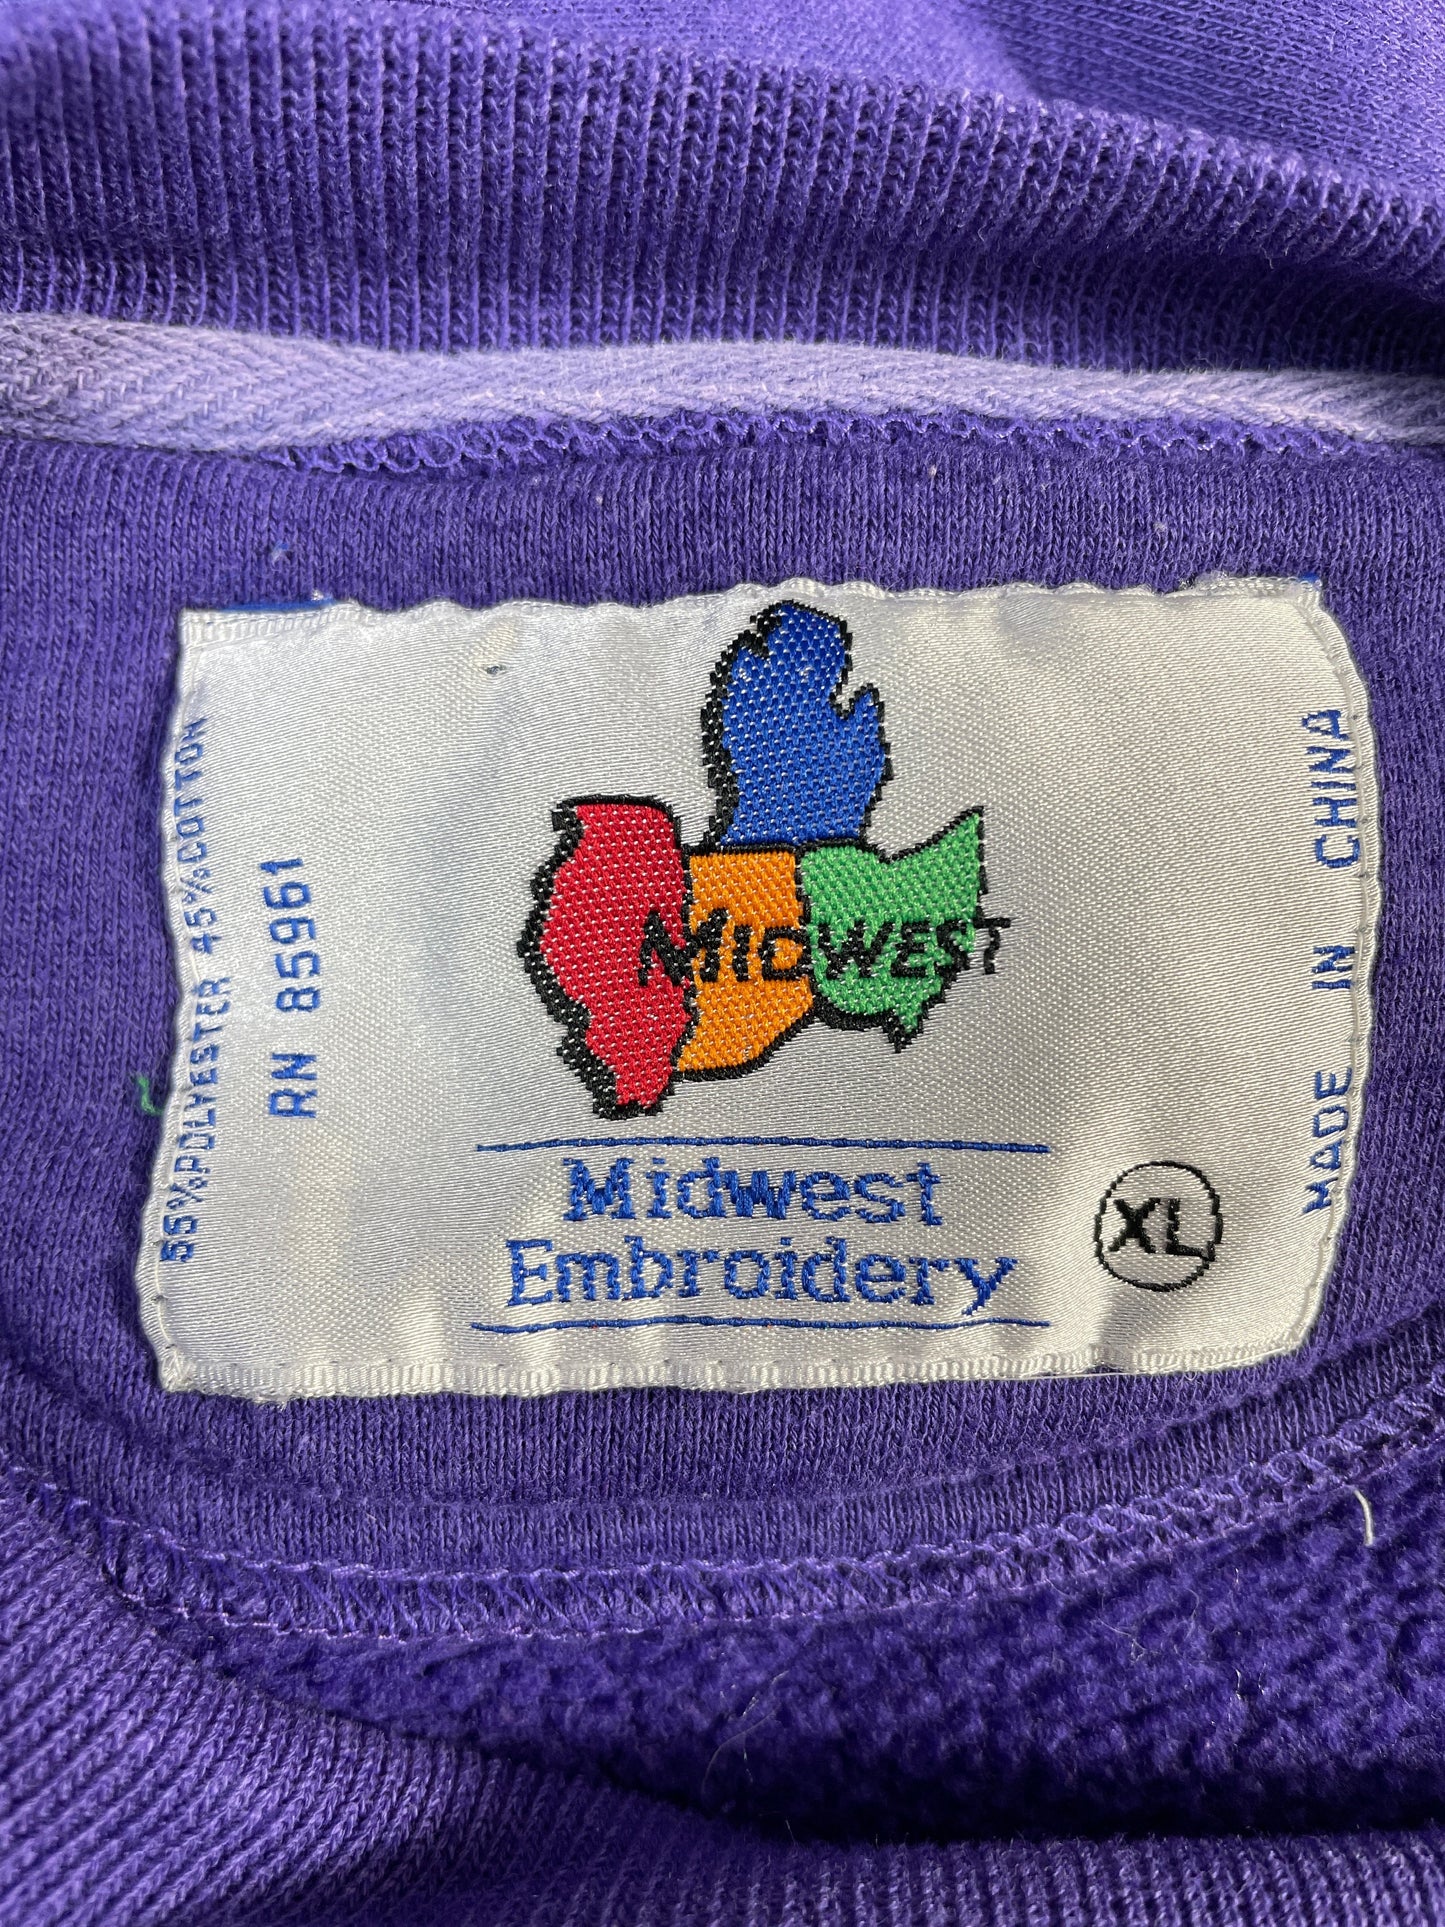 55%POLYESTER 45%COTTON
RN 85961
MIDWEST
Midwest
Embroidery
XL
MADE IN CHINA